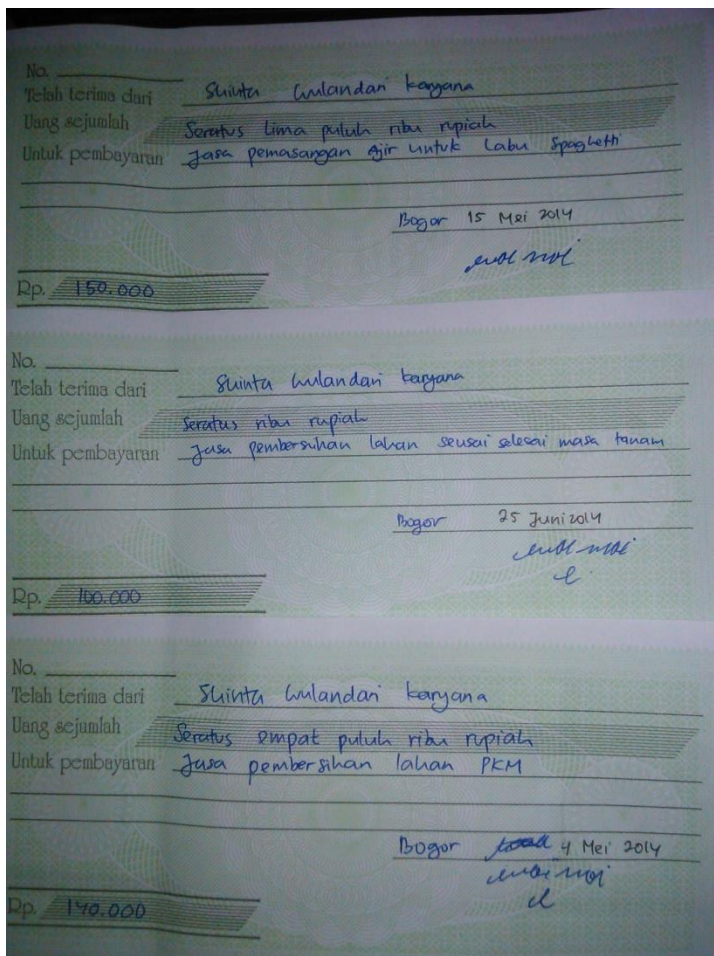 No.
Telah terima dari Shinta Wulandari Karyana
Uang sejumlah Seratus Lima puluh ribu rupiah
Untuk pembayaran Jasa pemasangan Ajir untuk Labu Spaghetti
Bogor 15 Mei 2014
Rp. 150.000
No.
Telah terima dari Shinta Wulandari Karyana
Uang sejumlah Seratus ribu rupiah
Untuk pembayaran Jasa pembersihan lahan seusai selesai masa tanam
Bogor 25 Juni 2014
Rp. 100.000
No.
Telah terima dari Shinta Wulandari Karyana
Uang sejumlah Seratus empat puluh ribu rupiah
Untuk pembayaran Jasa pembersihan lahan PKM
Bogor 4 Mei 2014
Rp. 140.000